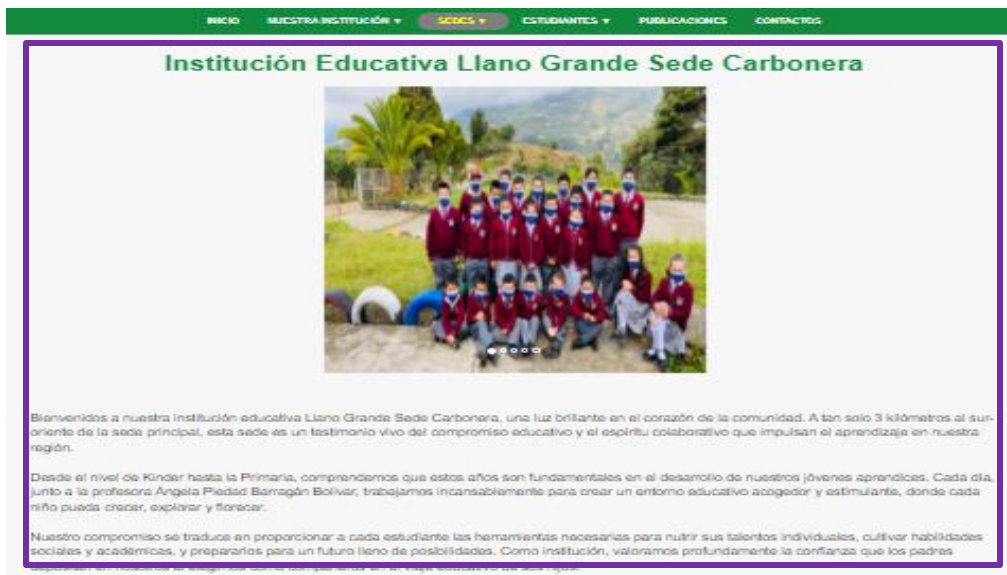 INICIO NUESTRA INSTITUCIÓN ▾ SEDES ▾ ESTUDIANTES ▾ PUBLICACIONES CONTACTOS
Institución Educativa Llano Grande Sede Carbonera
Bienvenidos a nuestra institución educativa Llano Grande Sede Carbonera, una luz brillante en el corazón de la comunidad. A tan solo 3 kilómetros al sur-
oriente de la sede principal, esta sede es un testimonio vivo del compromiso educativo y el espíritu colaborativo que impulsan el aprendizaje en nuestra
región.
Desde el nivel de Kinder hasta la Primaria, comprendemos que estos años son fundamentales en el desarrollo de nuestros jóvenes aprendices. Cada día,
junto a la profesora Ángela Piedad Barragán Bolívar, trabajamos incansablemente para crear un entorno educativo acogedor y estimulante, donde cada
niño pueda crecer, explorar y florecer.
Nuestro compromiso se traduce en proporcionar a cada estudiante las herramientas necesarias para nutrir sus talentos individuales, cultivar habilidades
sociales y académicas, y prepararlos para un futuro lleno de posibilidades. Como institución, valoramos profundamente la confianza que los padres